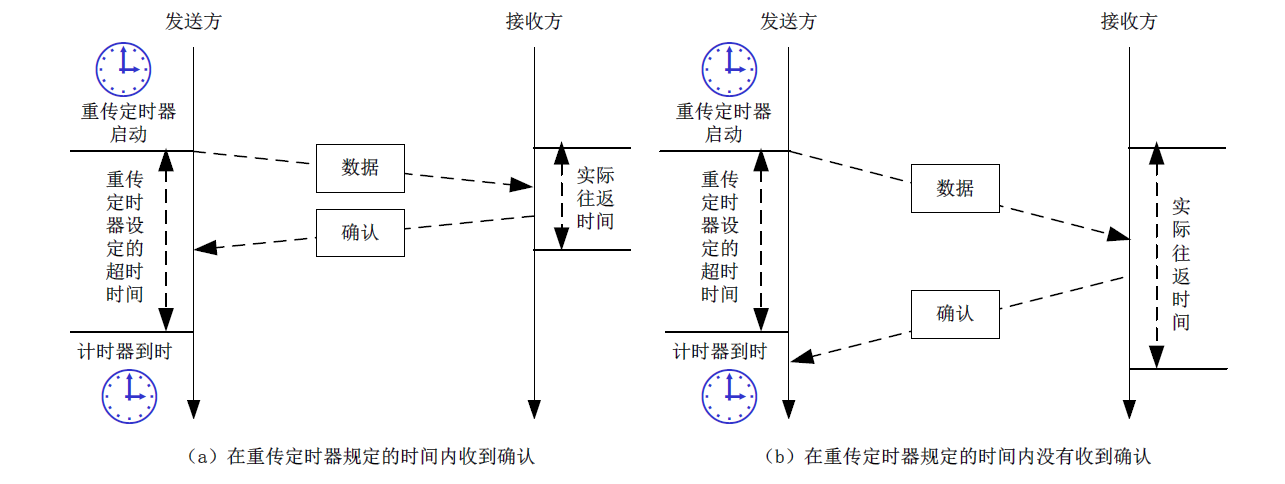 发送方
接收方
重传定时器
启动
数据
确认
重传
定时
器设
定的
超时
时间
实际
往返
时间
计时器到时
（a）在重传定时器规定的时间内收到确认
发送方
接收方
重传定时器
启动
数据
确认
重传
定时
器设
定的
超时
时间
实
际
往
返
时
间
计时器到时
（b）在重传定时器规定的时间内没有收到确认